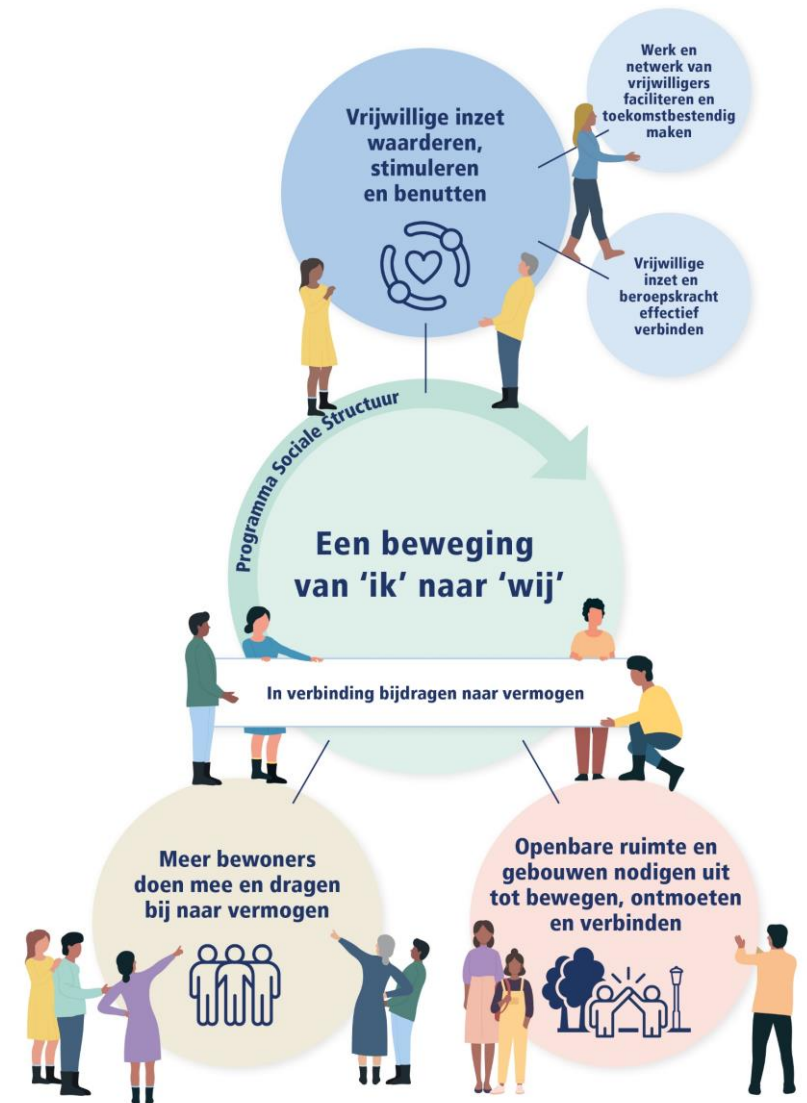 Werk en
netwerk van
vrijwilligers
faciliteren en
toekomstbestendig
maken
Vrijwillige inzet
waarderen,
stimuleren
en benutten
Vrijwillige
inzet en
beroepskracht
effectief
verbinden
Programma Sociale Structuur
Een beweging
van ‘ik’ naar ‘wij’
In verbinding bijdragen naar vermogen
Meer bewoners
doen mee en dragen
bij naar vermogen
Openbare ruimte en
gebouwen nodigen uit
tot bewegen, ontmoeten
en verbinden